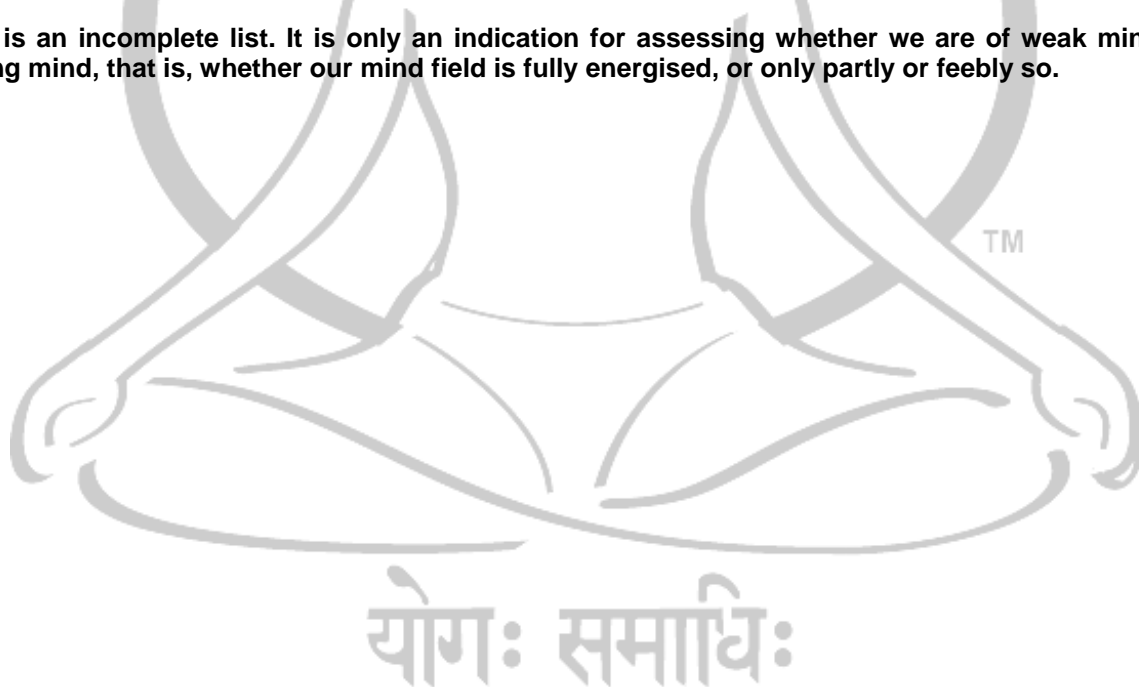 is an incomplete list. It is only an indication for assessing whether we are of weak
mind, that is, whether our mind field is fully energised, or only partly or feebly so.
TM
योगः समाधिः